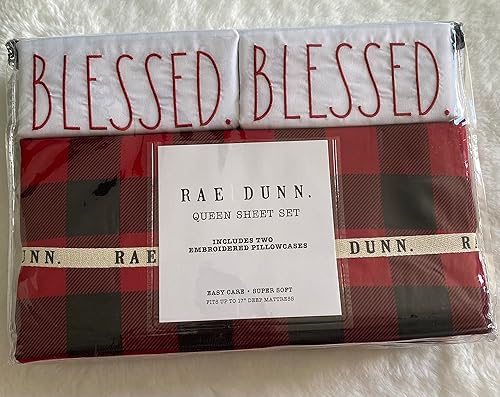 BLESSED. BLESSED.
RAE DUNN.
QUEEN SHEET SET
INCLUDES TWO
EMBROIDERED PILLOWCASES
DUNN. RAE DUNN. RA
EASY CARE • SUPER SOFT
FITS UP TO 17" DEEP MATTRESS